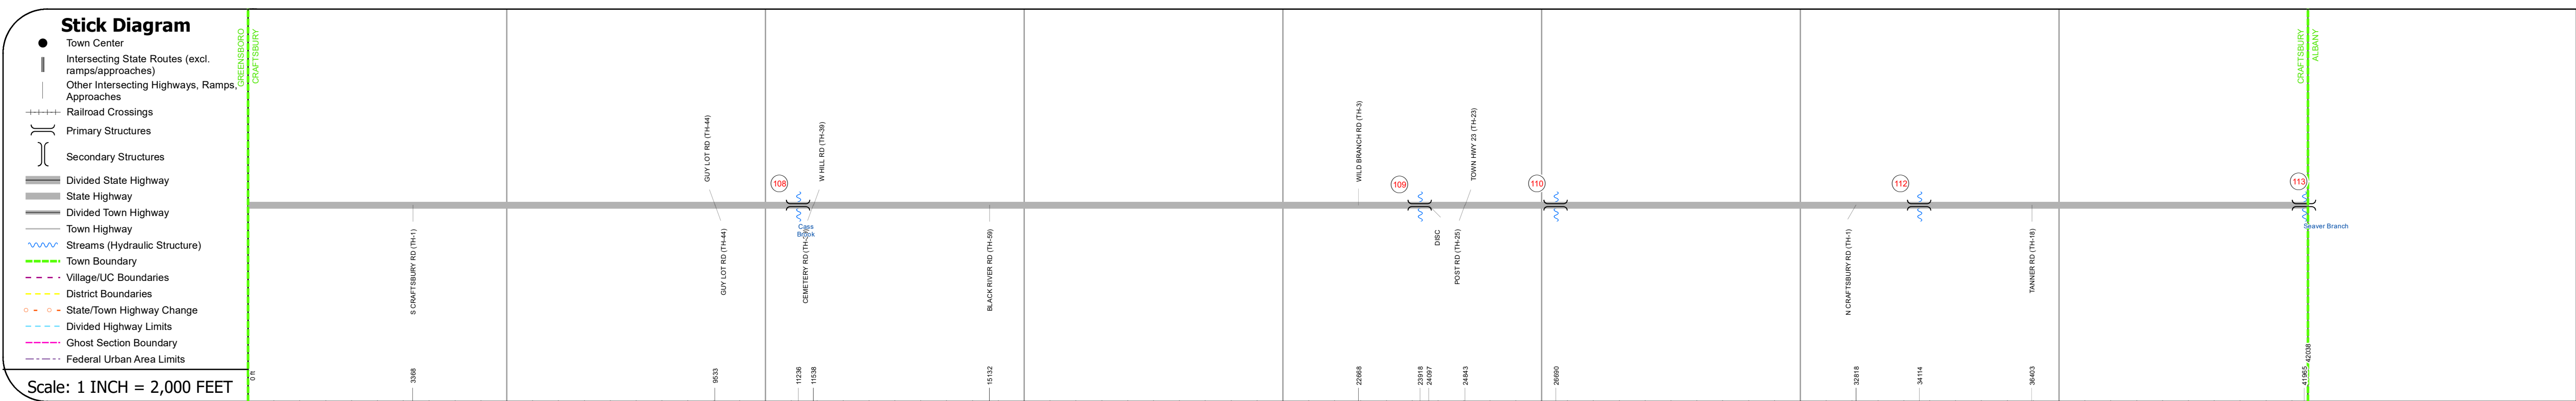 Stick Diagram
Town Center
Intersecting State Routes (excl.
ramps/approaches)
Other Intersecting Highways, Ramps,
Approaches
Railroad Crossings
Primary Structures
Secondary Structures
Divided State Highway
State Highway
Divided Town Highway
Town Highway
Streams (Hydraulic Structure)
Town Boundary
Village/UC Boundaries
District Boundaries
State/Town Highway Change
Divided Highway Limits
Ghost Section Boundary
Federal Urban Area Limits
Scale: 1 INCH = 2,000 FEET
GREENSBORO
CRAFTSBURY
S CRAFTSBURY RD (TH-1)
GUY LOT RD (TH-44)
GUY LOT RD (TH-44)
108
W HILL RD (TH-39)
Cass
Brook
CEMETERY RD (TH-
BLACK RIVER RD (TH-59)
WILD BRANCH RD (TH-3)
109
DISC
TOWN HWY 23 (TH-23)
POST RD (TH-25)
110
N CRAFTSBURY RD (TH-1)
112
TANNER RD (TH-18)
113
Seaver Branch
CRAFTSBURY
ALBANY
0 ft
3368
9533
11236
11538
15132
22668
23918
24097
24843
26690
32818
34114
36403
41965
42038